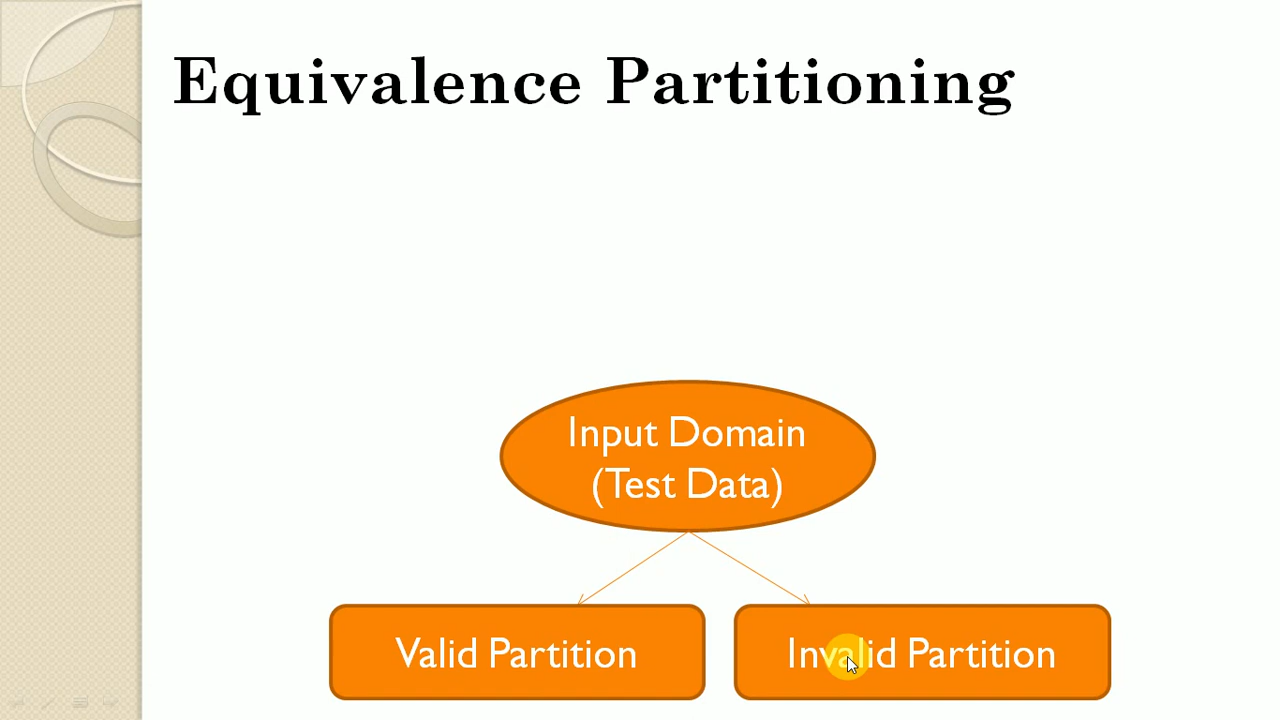 Equivalence Partitioning
Input Domain
(Test Data)
Valid Partition
Invalid Partition